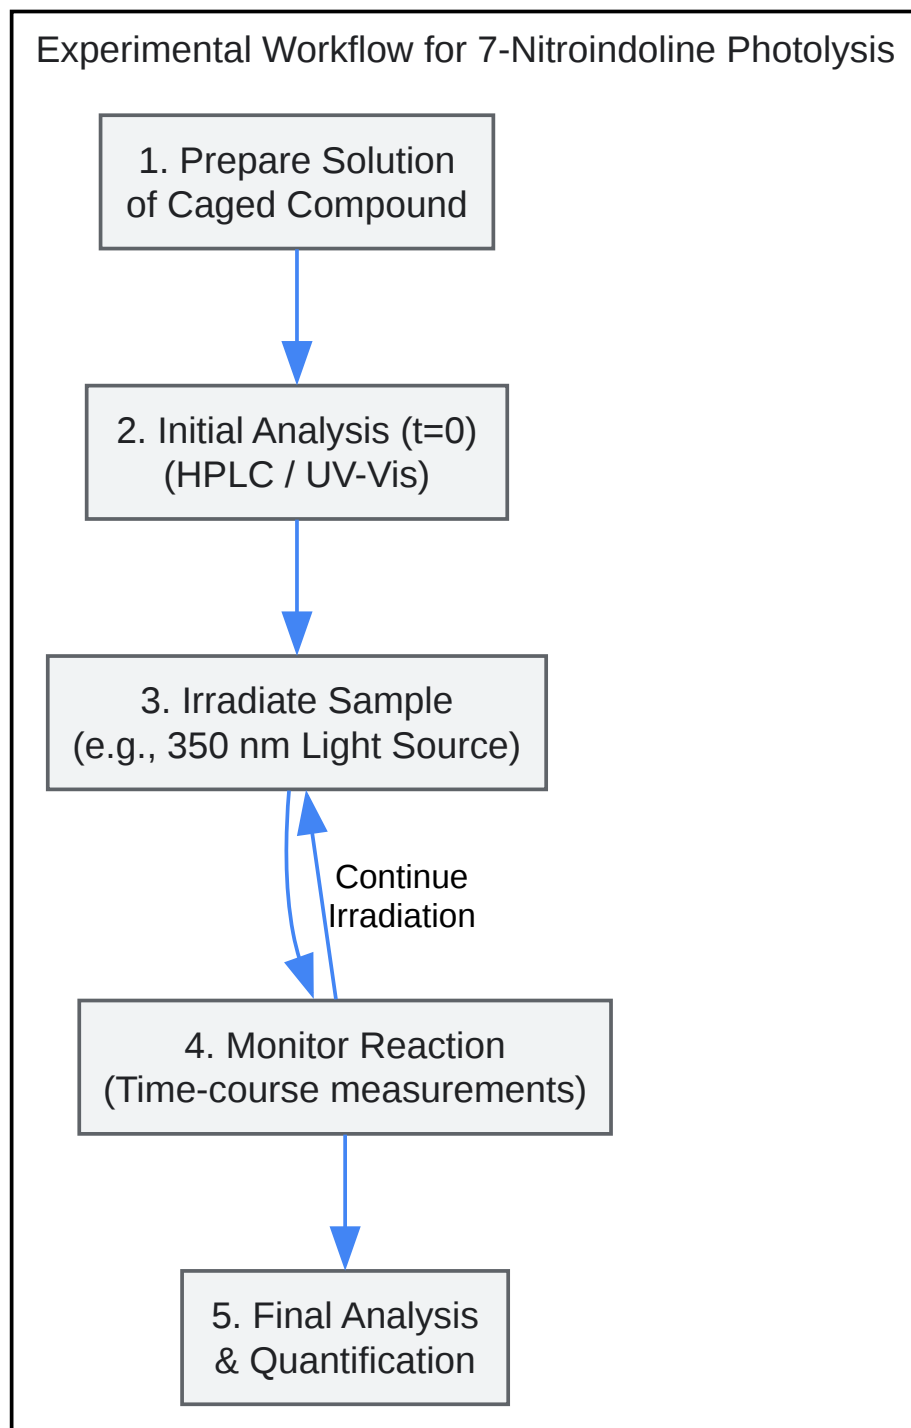 Experimental Workflow for 7-Nitroindoline Photolysis
1. Prepare Solution
of Caged Compound
2. Initial Analysis (t=0)
(HPLC / UV-Vis)
3. Irradiate Sample
(e.g., 350 nm Light Source)
Continue
Irradiation
4. Monitor Reaction
(Time-course measurements)
5. Final Analysis
& Quantification